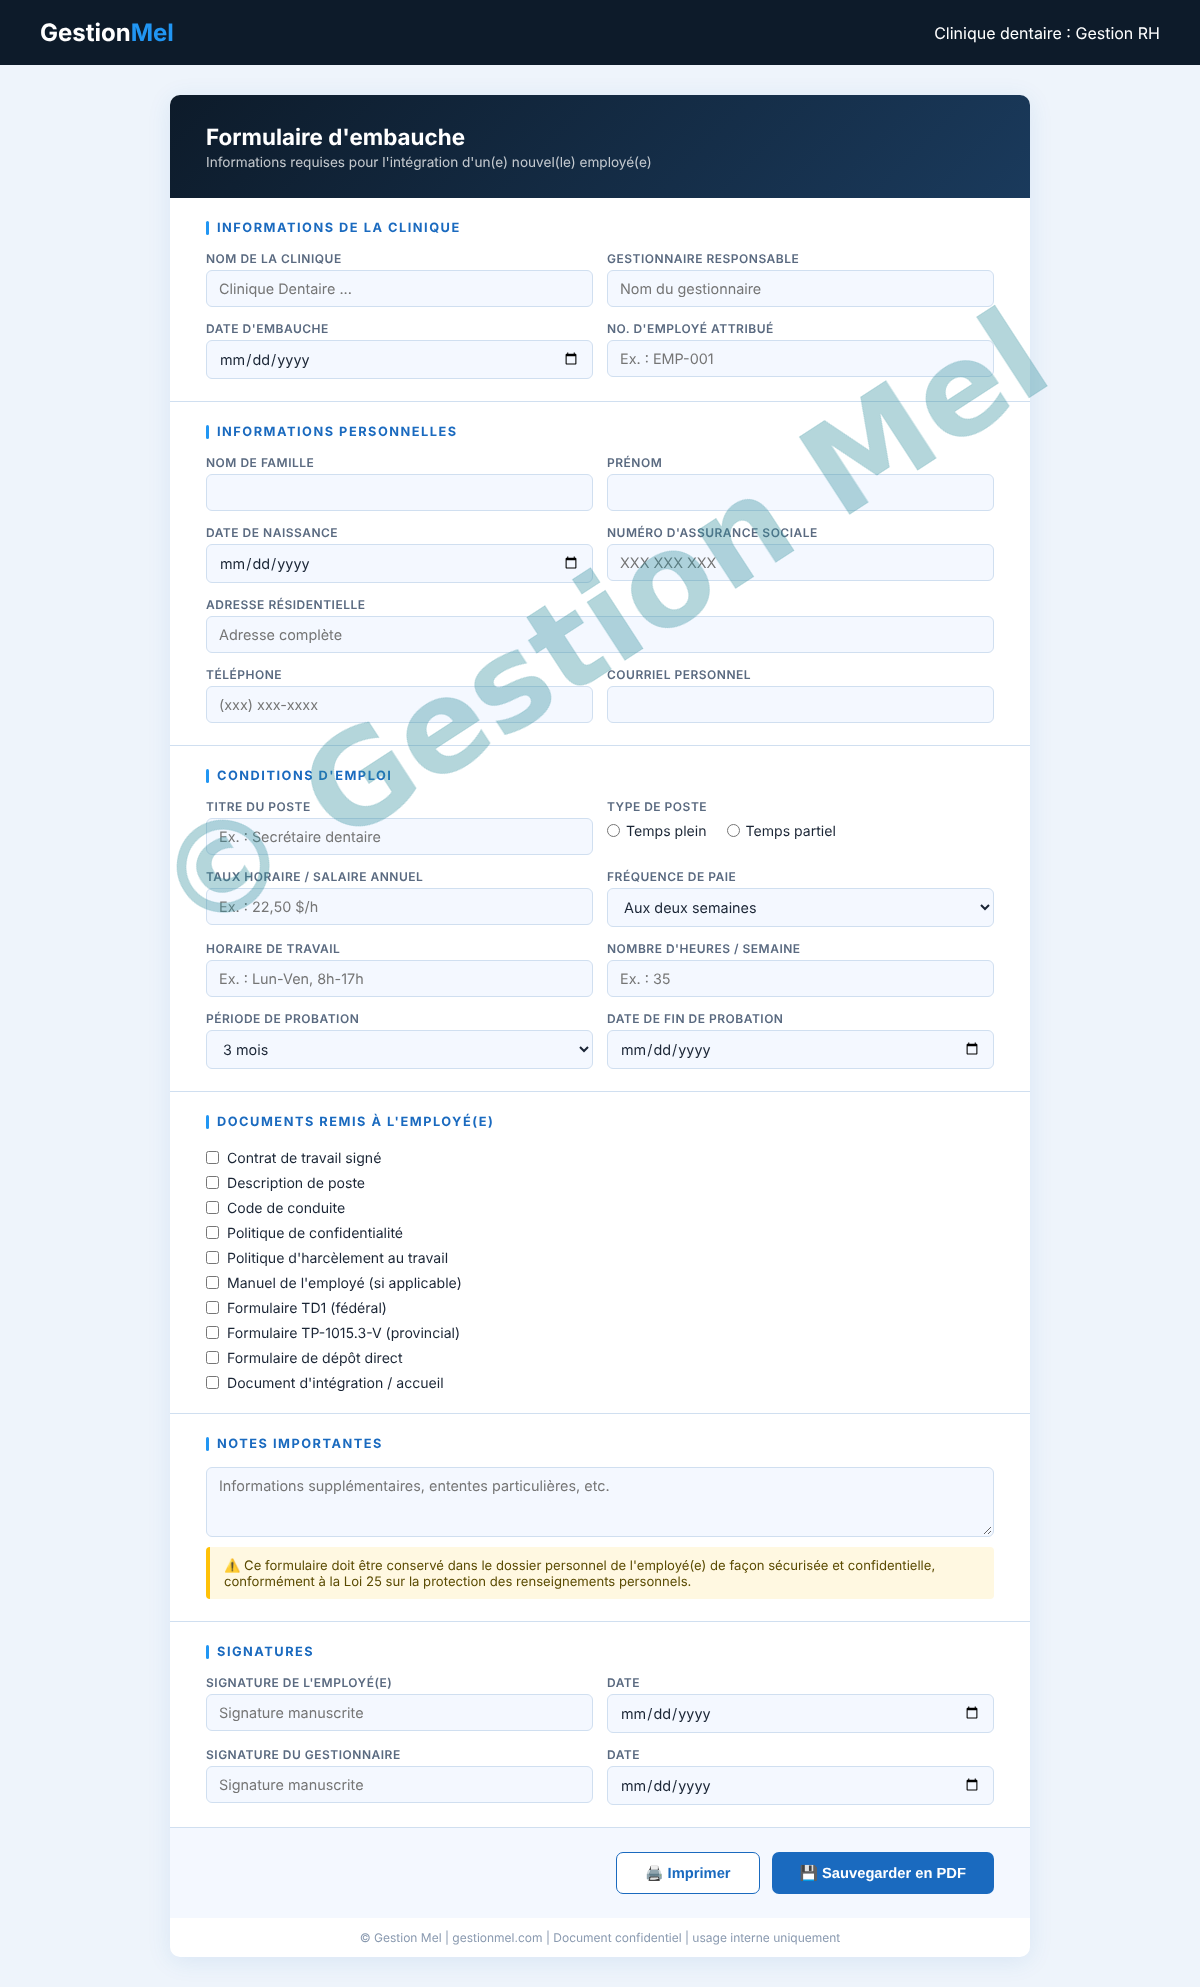 GestionMel
Clinique dentaire : Gestion RH
Formulaire d'embauche
Informations requises pour l'intégration d'un(e) nouvel(le) employé(e)
INFORMATIONS DE LA CLINIQUE
NOM DE LA CLINIQUE
GESTIONNAIRE RESPONSABLE
Clinique Dentaire ...
Nom du gestionnaire
DATE D'EMBAUCHE
NO. D'EMPLOYÉ ATTRIBUÉ
mm/dd/yyyy
Ex. : EMP-001
INFORMATIONS PERSONNELLES
NOM DE FAMILLE
PRÉNOM
DATE DE NAISSANCE
NUMÉRO D'ASSURANCE SOCIALE
mm/dd/yyyy
XXX XXX XXX
ADRESSE RÉSIDENTIELLE
Adresse complète
TÉLÉPHONE
COURRIEL PERSONNEL
(xxx) xxx-xxxx
© Gestion Mel
CONDITIONS D'EMPLOI
TITRE DU POSTE
TYPE DE POSTE
Ex. : Secrétaire dentaire
Temps plein
Temps partiel
TAUX HORAIRE / SALAIRE ANNUEL
FRÉQUENCE DE PAIE
Ex. : 22,50 $/h
Aux deux semaines
HORAIRE DE TRAVAIL
NOMBRE D'HEURES / SEMAINE
Ex. : Lun-Ven, 8h-17h
Ex. : 35
PÉRIODE DE PROBATION
DATE DE FIN DE PROBATION
3 mois
mm/dd/yyyy
DOCUMENTS REMIS À L'EMPLOYÉ(E)
Contrat de travail signé
Description de poste
Code de conduite
Politique de confidentialité
Politique d'harcèlement au travail
Manuel de l'employé (si applicable)
Formulaire TD1 (fédéral)
Formulaire TP-1015.3-V (provincial)
Formulaire de dépôt direct
Document d'intégration / accueil
NOTES IMPORTANTES
Informations supplémentaires, ententes particulières, etc.
⚠️ Ce formulaire doit être conservé dans le dossier personnel de l'employé(e) de façon sécurisée et confidentielle,
conformément à la Loi 25 sur la protection des renseignements personnels.
SIGNATURES
SIGNATURE DE L'EMPLOYÉ(E)
DATE
Signature manuscrite
mm/dd/yyyy
SIGNATURE DU GESTIONNAIRE
DATE
Signature manuscrite
mm/dd/yyyy
🖨️ Imprimer
💾 Sauvegarder en PDF
© Gestion Mel | gestionmel.com | Document confidentiel | usage interne uniquement